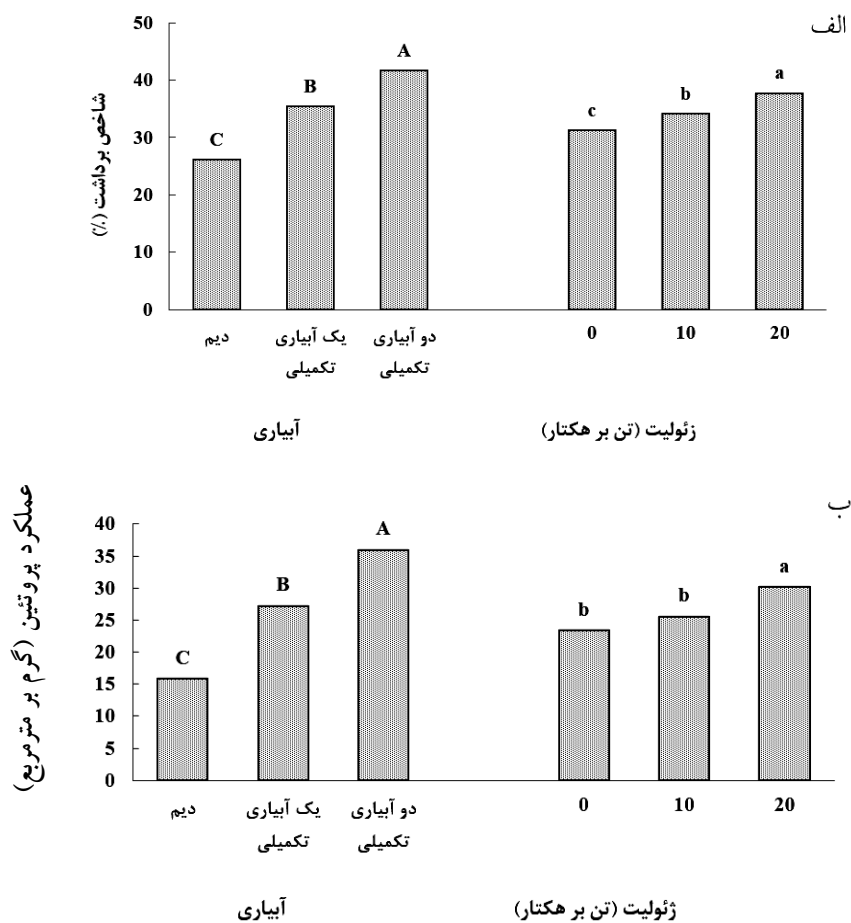 الف
شاخص برداشت (٪)
50
40
30
20
10
0
C
B
A
c
b
a
دیم
یک آبیاری
تکمیلی
دو آبیاری
تکمیلی
0
10
20
آبیاری
زئولیت (تن بر هکتار)
ب
عملکرد پروتئین (گرم بر مترمربع)
40
35
30
25
20
15
10
5
0
C
B
A
b
b
a
دیم
یک آبیاری
تکمیلی
دو آبیاری
تکمیلی
0
10
20
آبیاری
ژئولیت (تن بر هکتار)